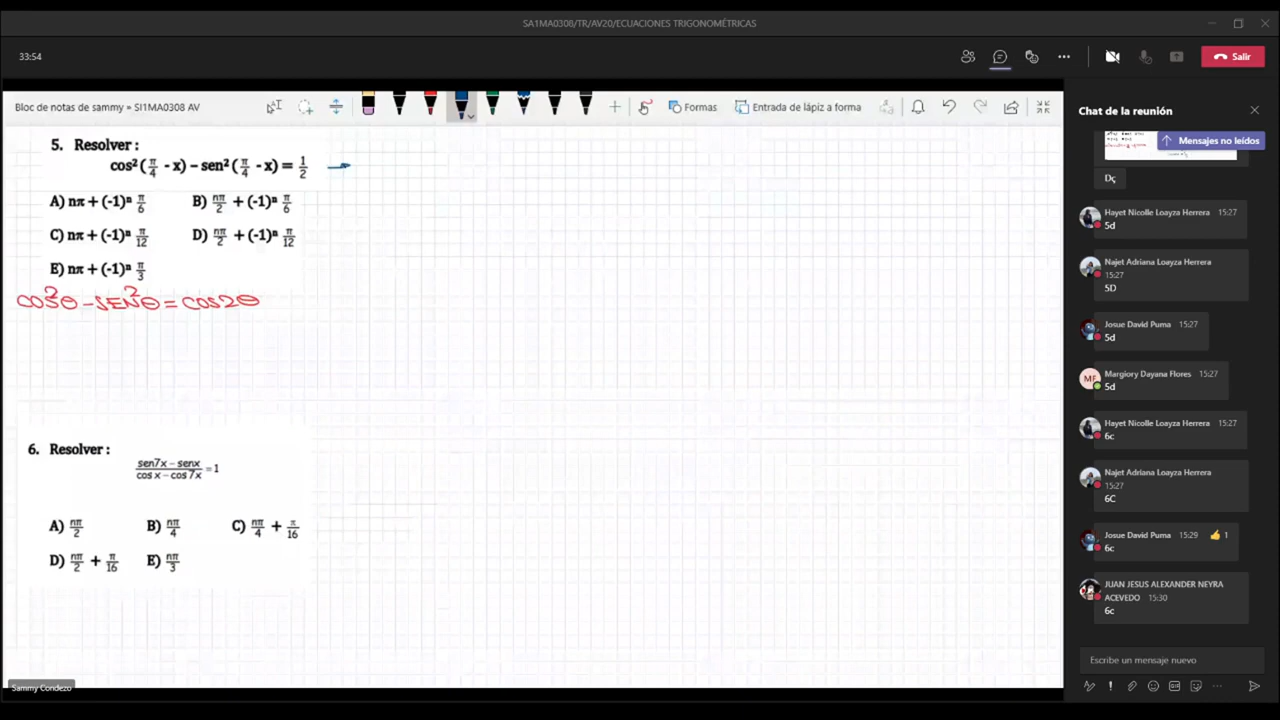 SA1MA0308/TR/AV20/ECUACIONES TRIGONOMÉTRICAS
33:54
Salir
Bloc de notas de sammy » SI1MA0308 AV
Formas
Entrada de lápiz a forma
5. Resolver :
cos²(π/4 - x) – sen²(π/4 - x) = 1/2
A) nπ + (-1)ⁿ π/6 B) nπ/2 + (-1)ⁿ π/6
C) nπ + (-1)ⁿ π/12 D) nπ/2 + (-1)ⁿ π/12
E) nπ + (-1)ⁿ π/3
COS²θ - SEN²θ = COS2θ
6. Resolver :
sen7x – senx / cos x – cos 7x = 1
A) nπ/2 B) nπ/4 C) nπ/4 + π/16
D) nπ/2 + π/16 E) nπ/3
Sammy Condezo
Chat de la reunión
Mensajes no leídos
Dç
Hayet Nicolle Loayza Herrera 15:27
5d
Najet Adriana Loayza Herrera
15:27
5D
Josue David Puma 15:27
5d
MF
Margiory Dayana Flores 15:27
5d
Hayet Nicolle Loayza Herrera 15:27
6c
Najet Adriana Loayza Herrera
15:27
6C
Josue David Puma 15:29 👍 1
6c
JUAN JESUS ALEXANDER NEYRA
ACEVEDO 15:30
6c
Escribe un mensaje nuevo
GIF